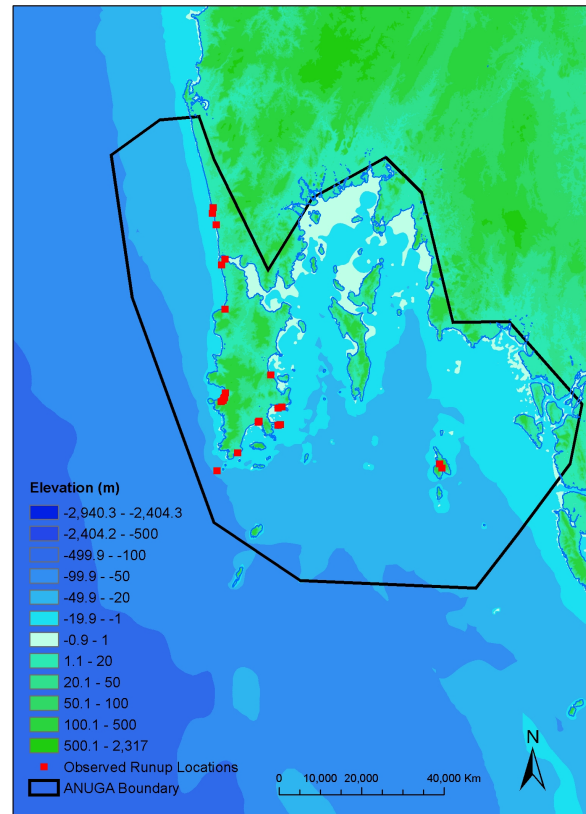 Elevation (m)
-2,940.3 - -2,404.3
-2,404.2 - -500
-499.9 - -100
-99.9 - -50
-49.9 - -20
-19.9 - -1
-0.9 - 1
1.1 - 20
20.1 - 50
50.1 - 100
100.1 - 500
500.1 - 2,317
Observed Runup Locations
ANUGA Boundary
N
0 10,000 20,000 40,000 Km